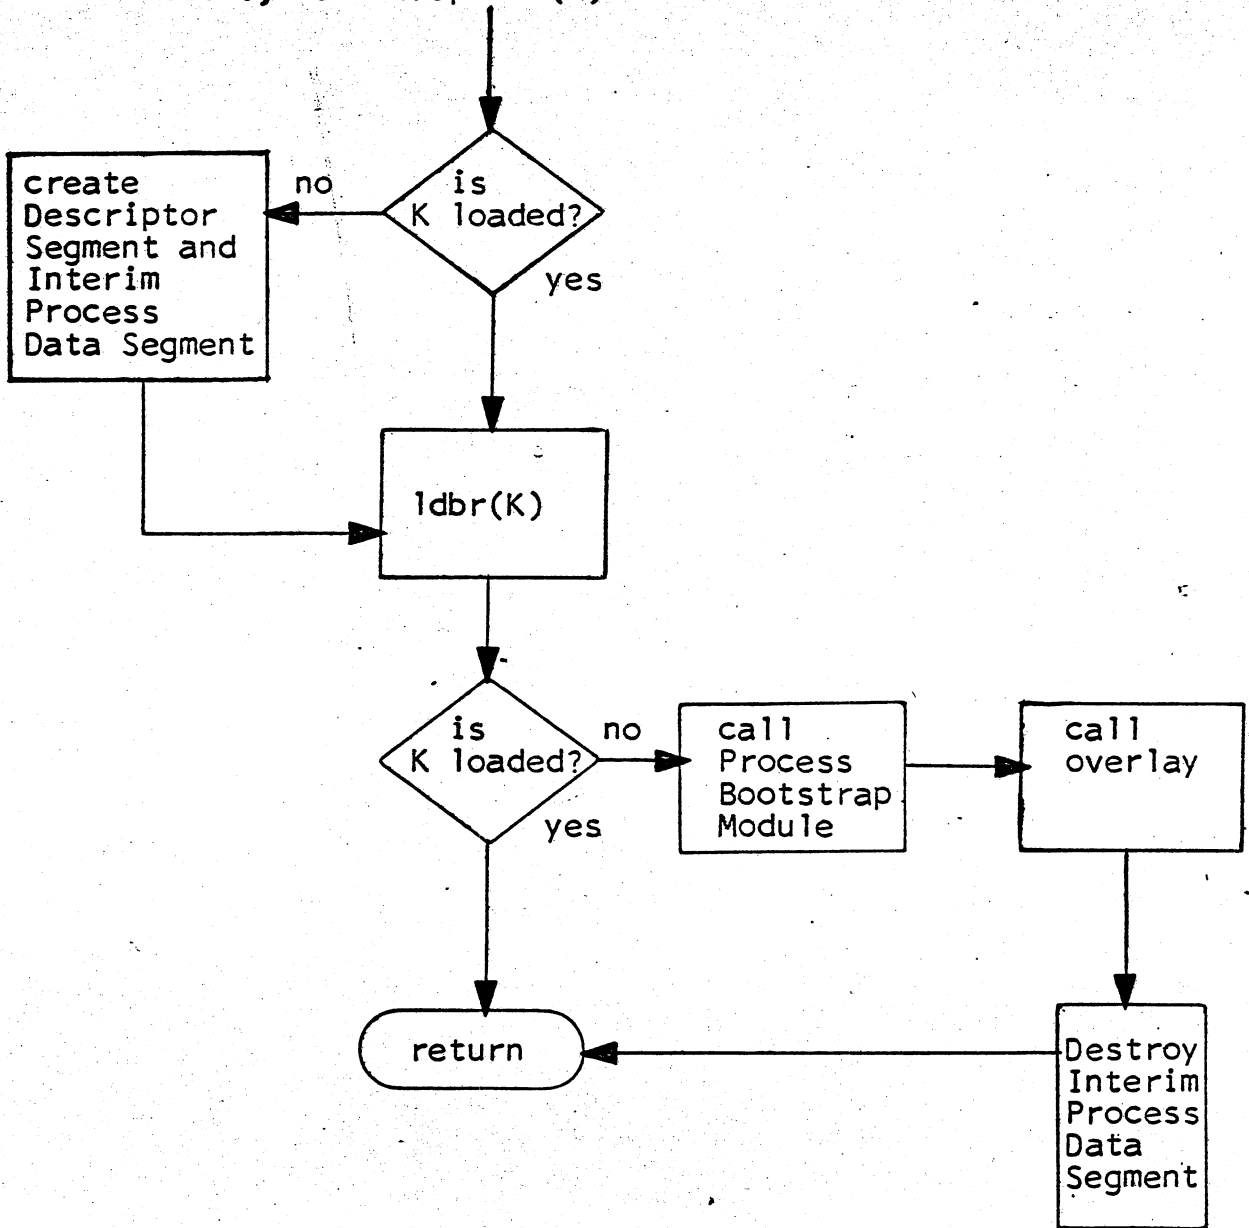 is
K loaded?
no
yes
create
Descriptor
Segment and
Interim
Process
Data Segment
ldbr(K)
is
K loaded?
no
yes
call
Process
Bootstrap
Module
call
overlay
return
Destroy
Interim
Process
Data
Segment